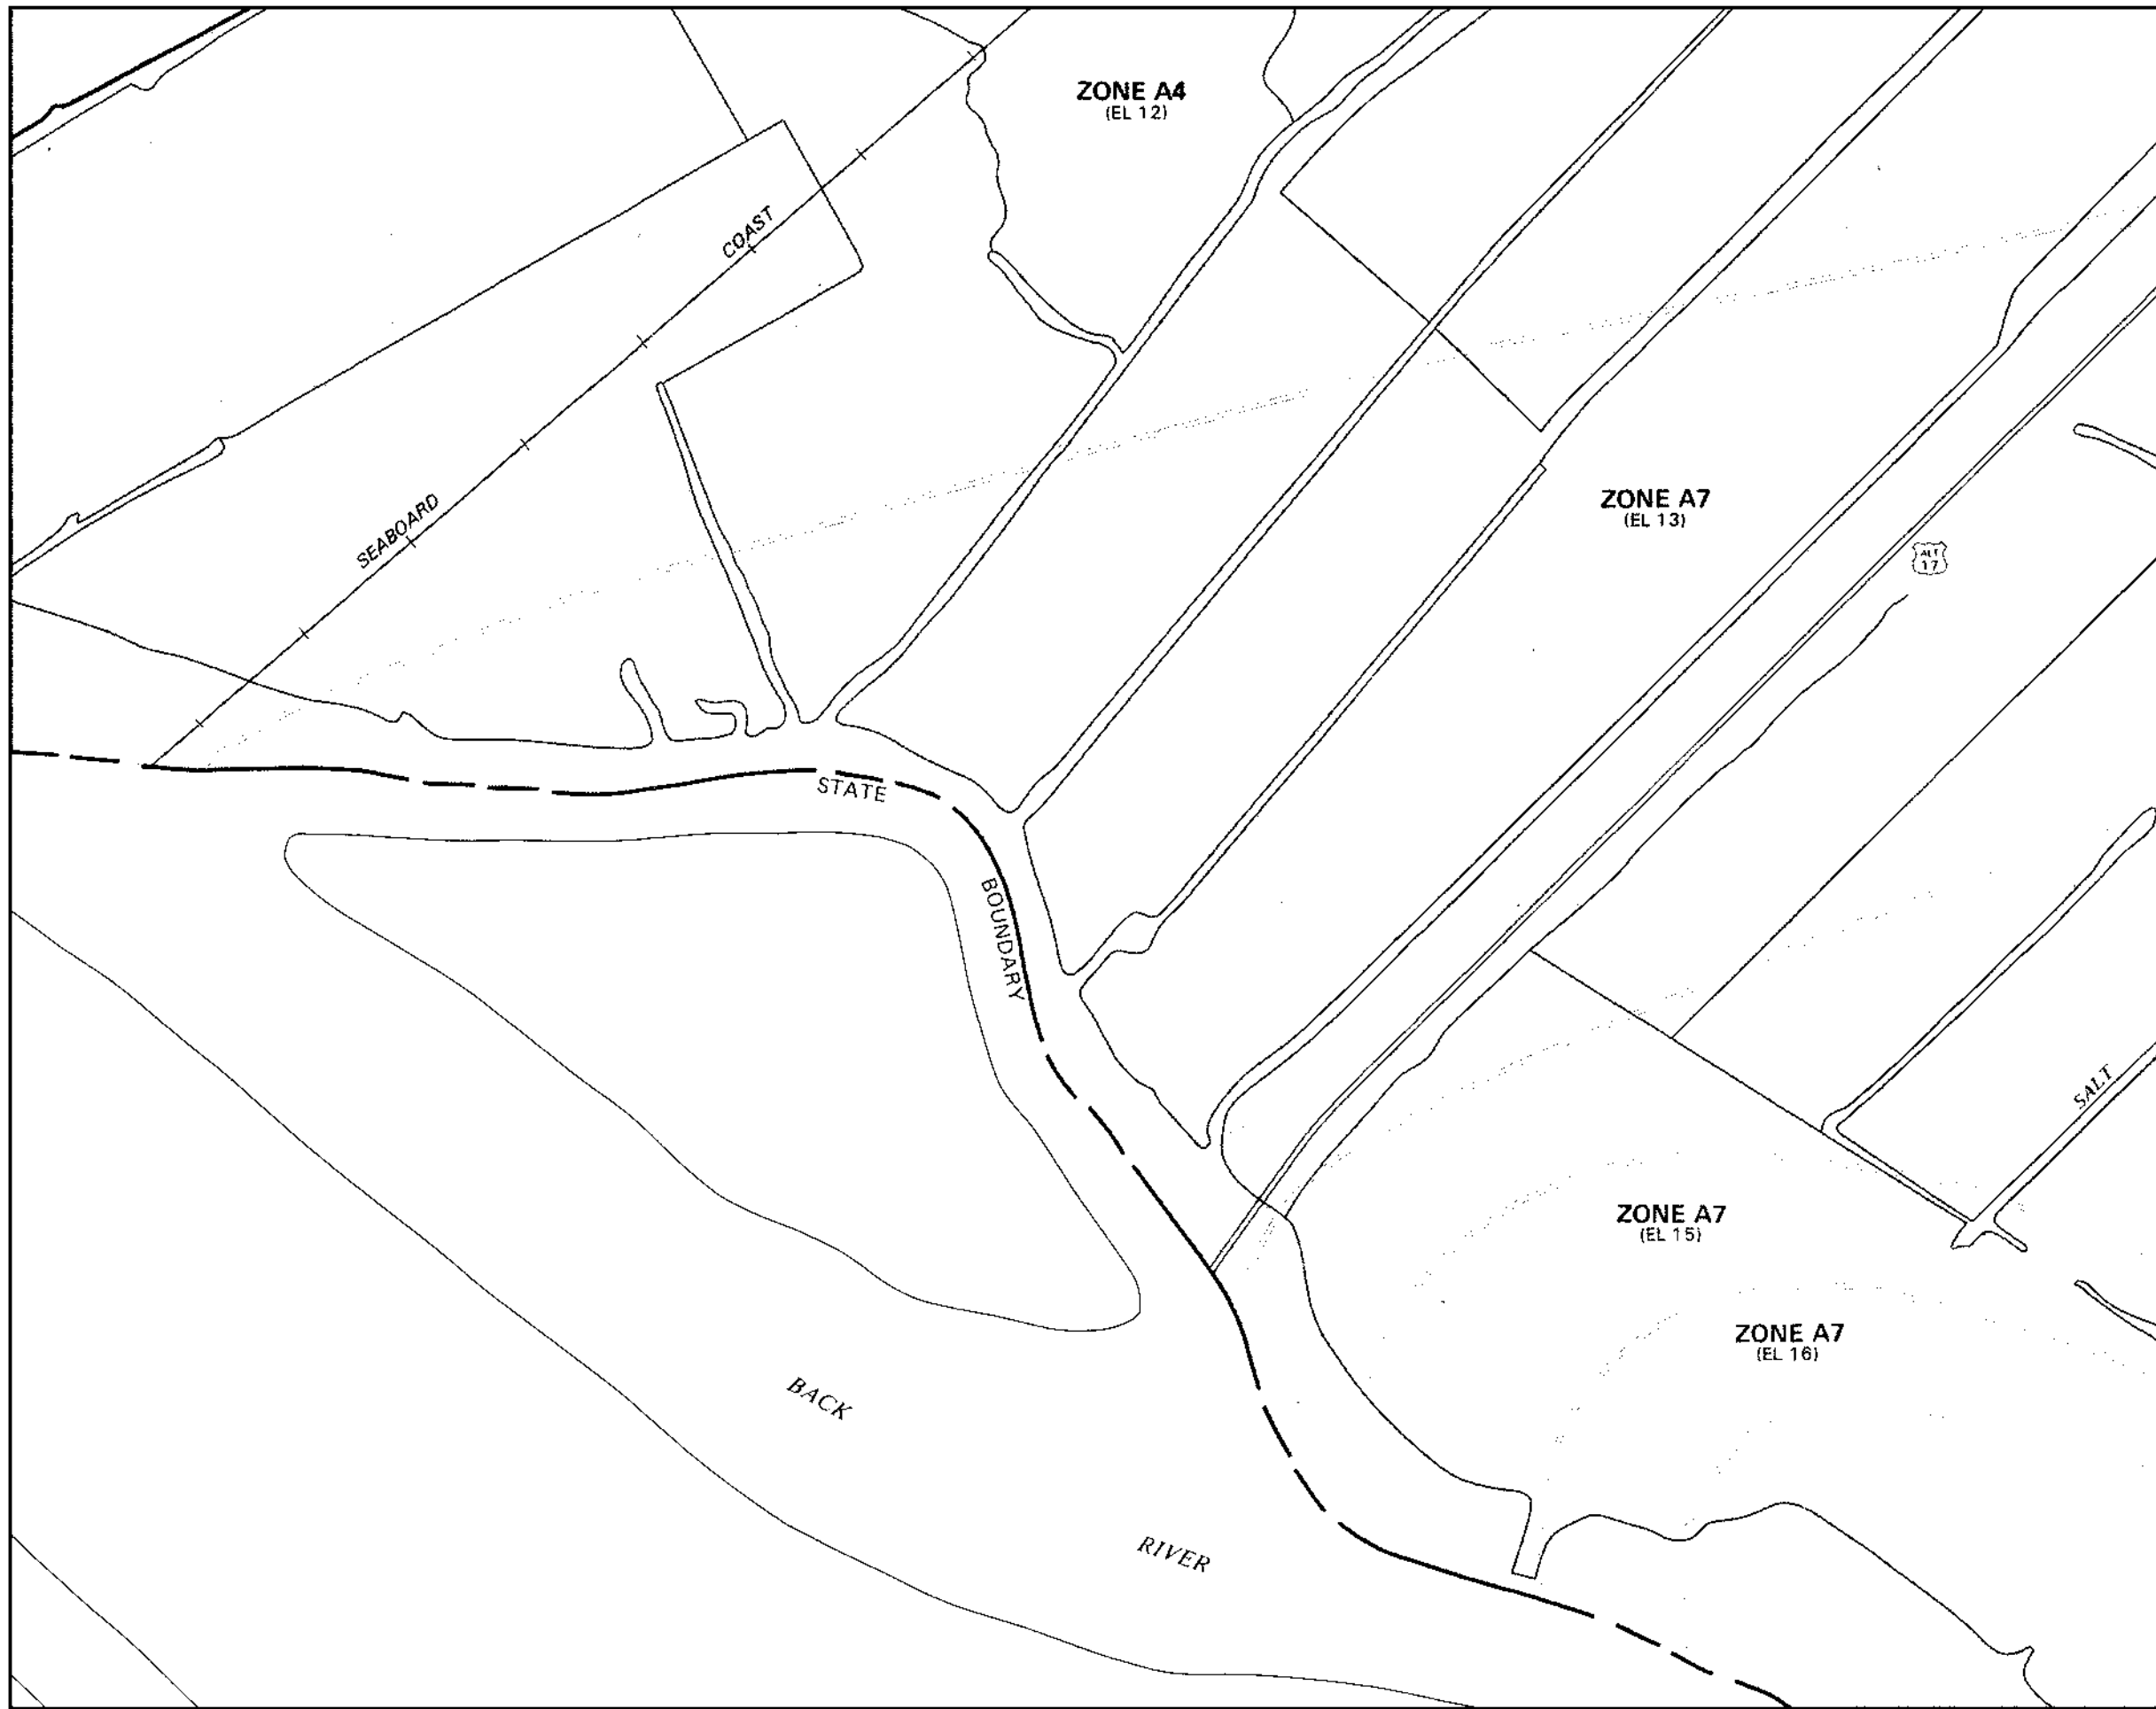 ZONE A4
(EL 12)
COAST
SEABOARD
ZONE A7
(EL 13)
ALT
17
STATE
BOUNDARY
SALT
ZONE A7
(EL 15)
ZONE A7
(EL 16)
BACK
RIVER